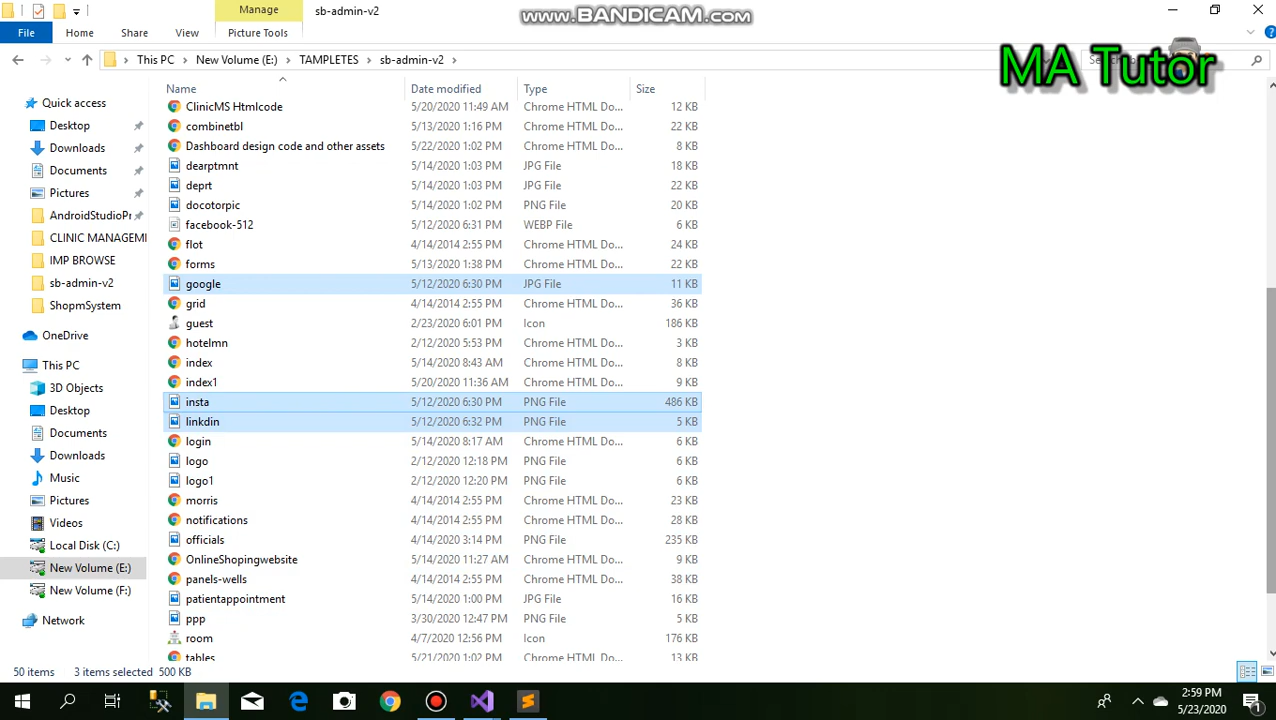 Manage sb-admin-v2 www.BANDICAM.com
File Home Share View Picture Tools
This PC New Volume (E:) TAMPLETES sb-admin-v2 MA Tutor
Name Date modified Type Size
Quick access
Desktop
Downloads
Documents
Pictures
AndroidStudioPr
CLINIC MANAGEMI
IMP BROWSE
sb-admin-v2
ShopmSystem
OneDrive
This PC
3D Objects
Desktop
Documents
Downloads
Music
Pictures
Videos
Local Disk (C:)
New Volume (E:)
New Volume (F:)
Network
ClinicMS Htmlcode 5/20/2020 11:49 AM Chrome HTML Do... 12 KB
combinetbl 5/13/2020 1:16 PM Chrome HTML Do... 22 KB
Dashboard design code and other assets 5/22/2020 1:02 PM Chrome HTML Do... 8 KB
dearptmnt 5/14/2020 1:03 PM JPG File 18 KB
deprt 5/14/2020 1:03 PM JPG File 22 KB
docotorpic 5/14/2020 1:02 PM PNG File 20 KB
facebook-512 5/12/2020 6:31 PM WEBP File 6 KB
flot 4/14/2014 2:55 PM Chrome HTML Do... 24 KB
forms 5/13/2020 1:38 PM Chrome HTML Do... 22 KB
google 5/12/2020 6:30 PM JPG File 11 KB
grid 4/14/2014 2:55 PM Chrome HTML Do... 36 KB
guest 2/23/2020 6:01 PM Icon 186 KB
hotelmn 2/12/2020 5:53 PM Chrome HTML Do... 3 KB
index 5/14/2020 8:43 AM Chrome HTML Do... 8 KB
index1 5/20/2020 11:36 AM Chrome HTML Do... 9 KB
insta 5/12/2020 6:30 PM PNG File 486 KB
linkdin 5/12/2020 6:32 PM PNG File 5 KB
login 5/14/2020 8:17 AM Chrome HTML Do... 6 KB
logo 2/12/2020 12:18 PM PNG File 6 KB
logo1 2/12/2020 12:20 PM PNG File 6 KB
morris 4/14/2014 2:55 PM Chrome HTML Do... 23 KB
notifications 4/14/2014 2:55 PM Chrome HTML Do... 28 KB
officials 4/14/2020 3:14 PM PNG File 235 KB
OnlineShopingwebsite 5/14/2020 11:27 AM Chrome HTML Do... 9 KB
panels-wells 4/14/2014 2:55 PM Chrome HTML Do... 38 KB
patientappointment 5/14/2020 1:00 PM JPG File 16 KB
ppp 3/30/2020 12:47 PM PNG File 5 KB
room 4/7/2020 12:56 PM Icon 176 KB
tables 5/21/2020 1:02 PM Chrome HTML Do... 13 KB
50 items 3 items selected 500 KB
2:59 PM
5/23/2020
1